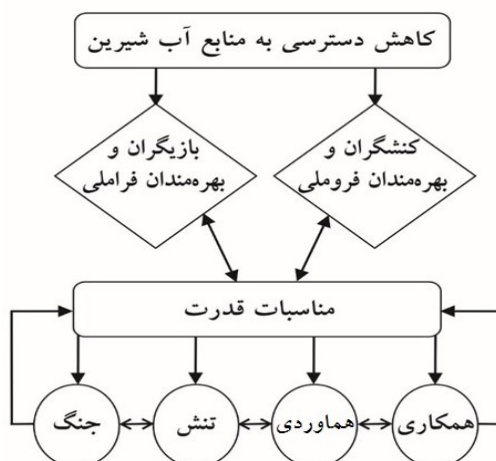 کاهش دسترسی به منابع آب شیرین
کنشگران و
بهره‌مندان فروملی
بازیگران و
بهره‌مندان فراملی
مناسبات قدرت
همکاری
هماوردی
تنش
جنگ